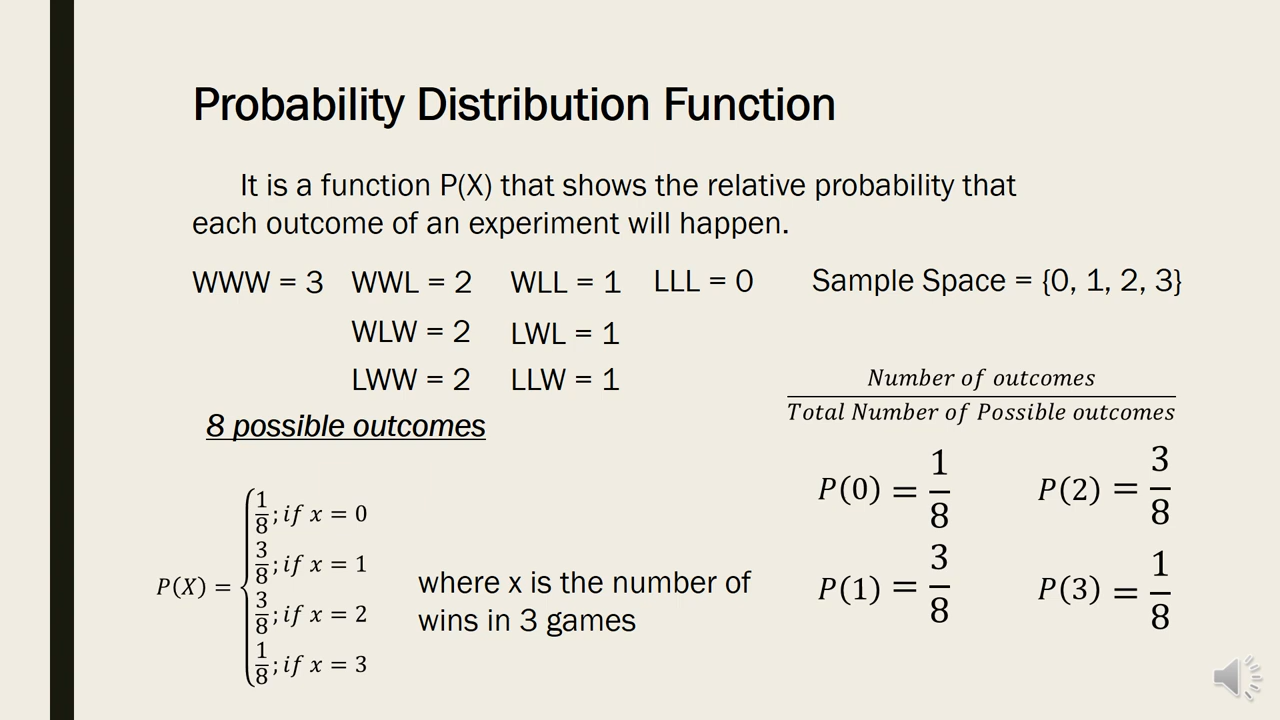 Probability Distribution Function
It is a function P(X) that shows the relative probability that
each outcome of an experiment will happen.
WWW = 3 WWL = 2 WLL = 1 LLL = 0 Sample Space = {0, 1, 2, 3}
WLW = 2 LWL = 1
LWW = 2 LLW = 1
8 possible outcomes
Number of outcomes
Total Number of Possible outcomes
P(0) = 1/8 P(2) = 3/8
P(1) = 3/8 P(3) = 1/8
P(X) = { 1/8 ; if x = 0
3/8 ; if x = 1
3/8 ; if x = 2
1/8 ; if x = 3
where x is the number of
wins in 3 games